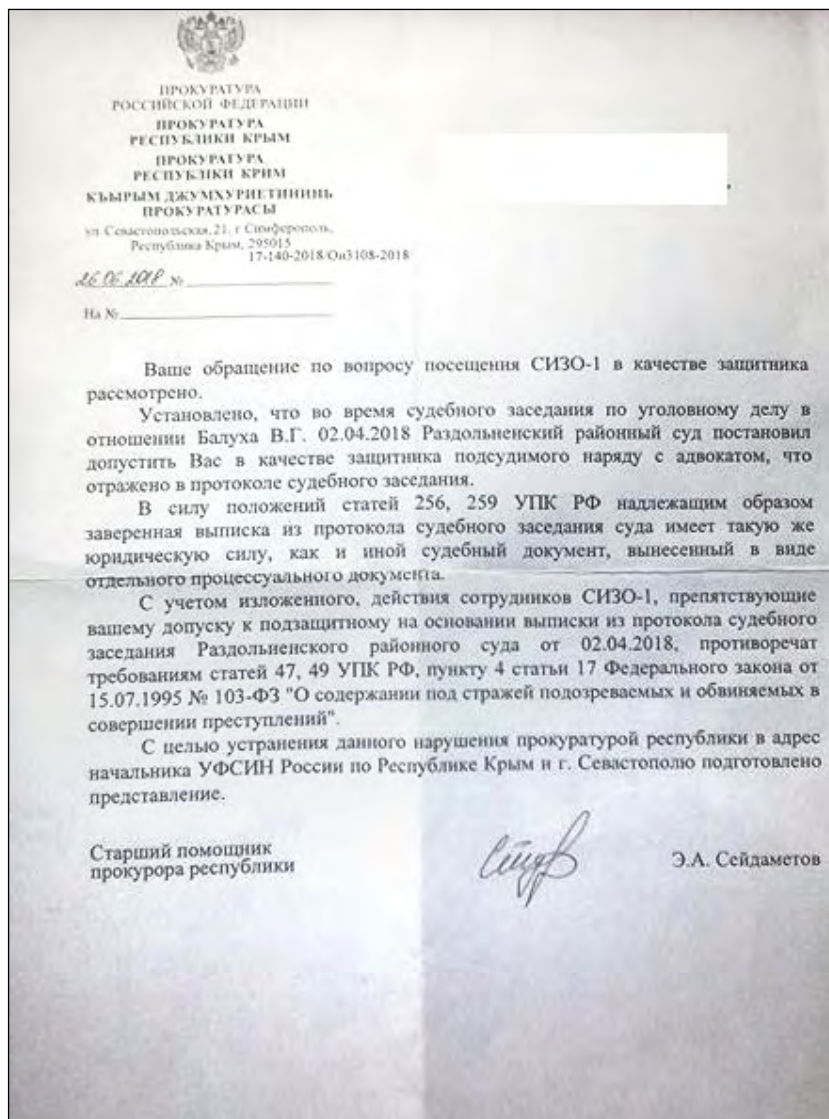 ПРОКУРАТУРА
РОССИЙСКОЙ ФЕДЕРАЦИИ
ПРОКУРАТУРА
РЕСПУБЛИКИ КРЫМ
ПРОКУРАТУРА
РЕСПУБЛІКИ КРИМ
КЪЫРЫМ ДЖУМХУРИЕТИНИНЬ
ПРОКУРАТУРАСЫ
ул. Севастопольская, 21, г. Симферополь,
Республика Крым, 295015
17-140-2018/Он3108-2018
26.06.2018 №
На №
Ваше обращение по вопросу посещения СИЗО-1 в качестве защитника
рассмотрено.
Установлено, что во время судебного заседания по уголовному делу в
отношении Балуха В.Г. 02.04.2018 Раздольненский районный суд постановил
допустить Вас в качестве защитника подсудимого наряду с адвокатом, что
отражено в протоколе судебного заседания.
В силу положений статей 256, 259 УПК РФ надлежащим образом
заверенная выписка из протокола судебного заседания суда имеет такую же
юридическую силу, как и иной судебный документ, вынесенный в виде
отдельного процессуального документа.
С учетом изложенного, действия сотрудников СИЗО-1, препятствующие
вашему допуску к подзащитному на основании выписки из протокола судебного
заседания Раздольненского районного суда от 02.04.2018, противоречат
требованиям статей 47, 49 УПК РФ, пункту 4 статьи 17 Федерального закона от
15.07.1995 № 103-ФЗ "О содержании под стражей подозреваемых и обвиняемых в
совершении преступлений".
С целью устранения данного нарушения прокуратурой республики в адрес
начальника УФСИН России по Республике Крым и г. Севастополю подготовлено
представление.
Старший помощник
прокурора республики
Э.А. Сейдаметов